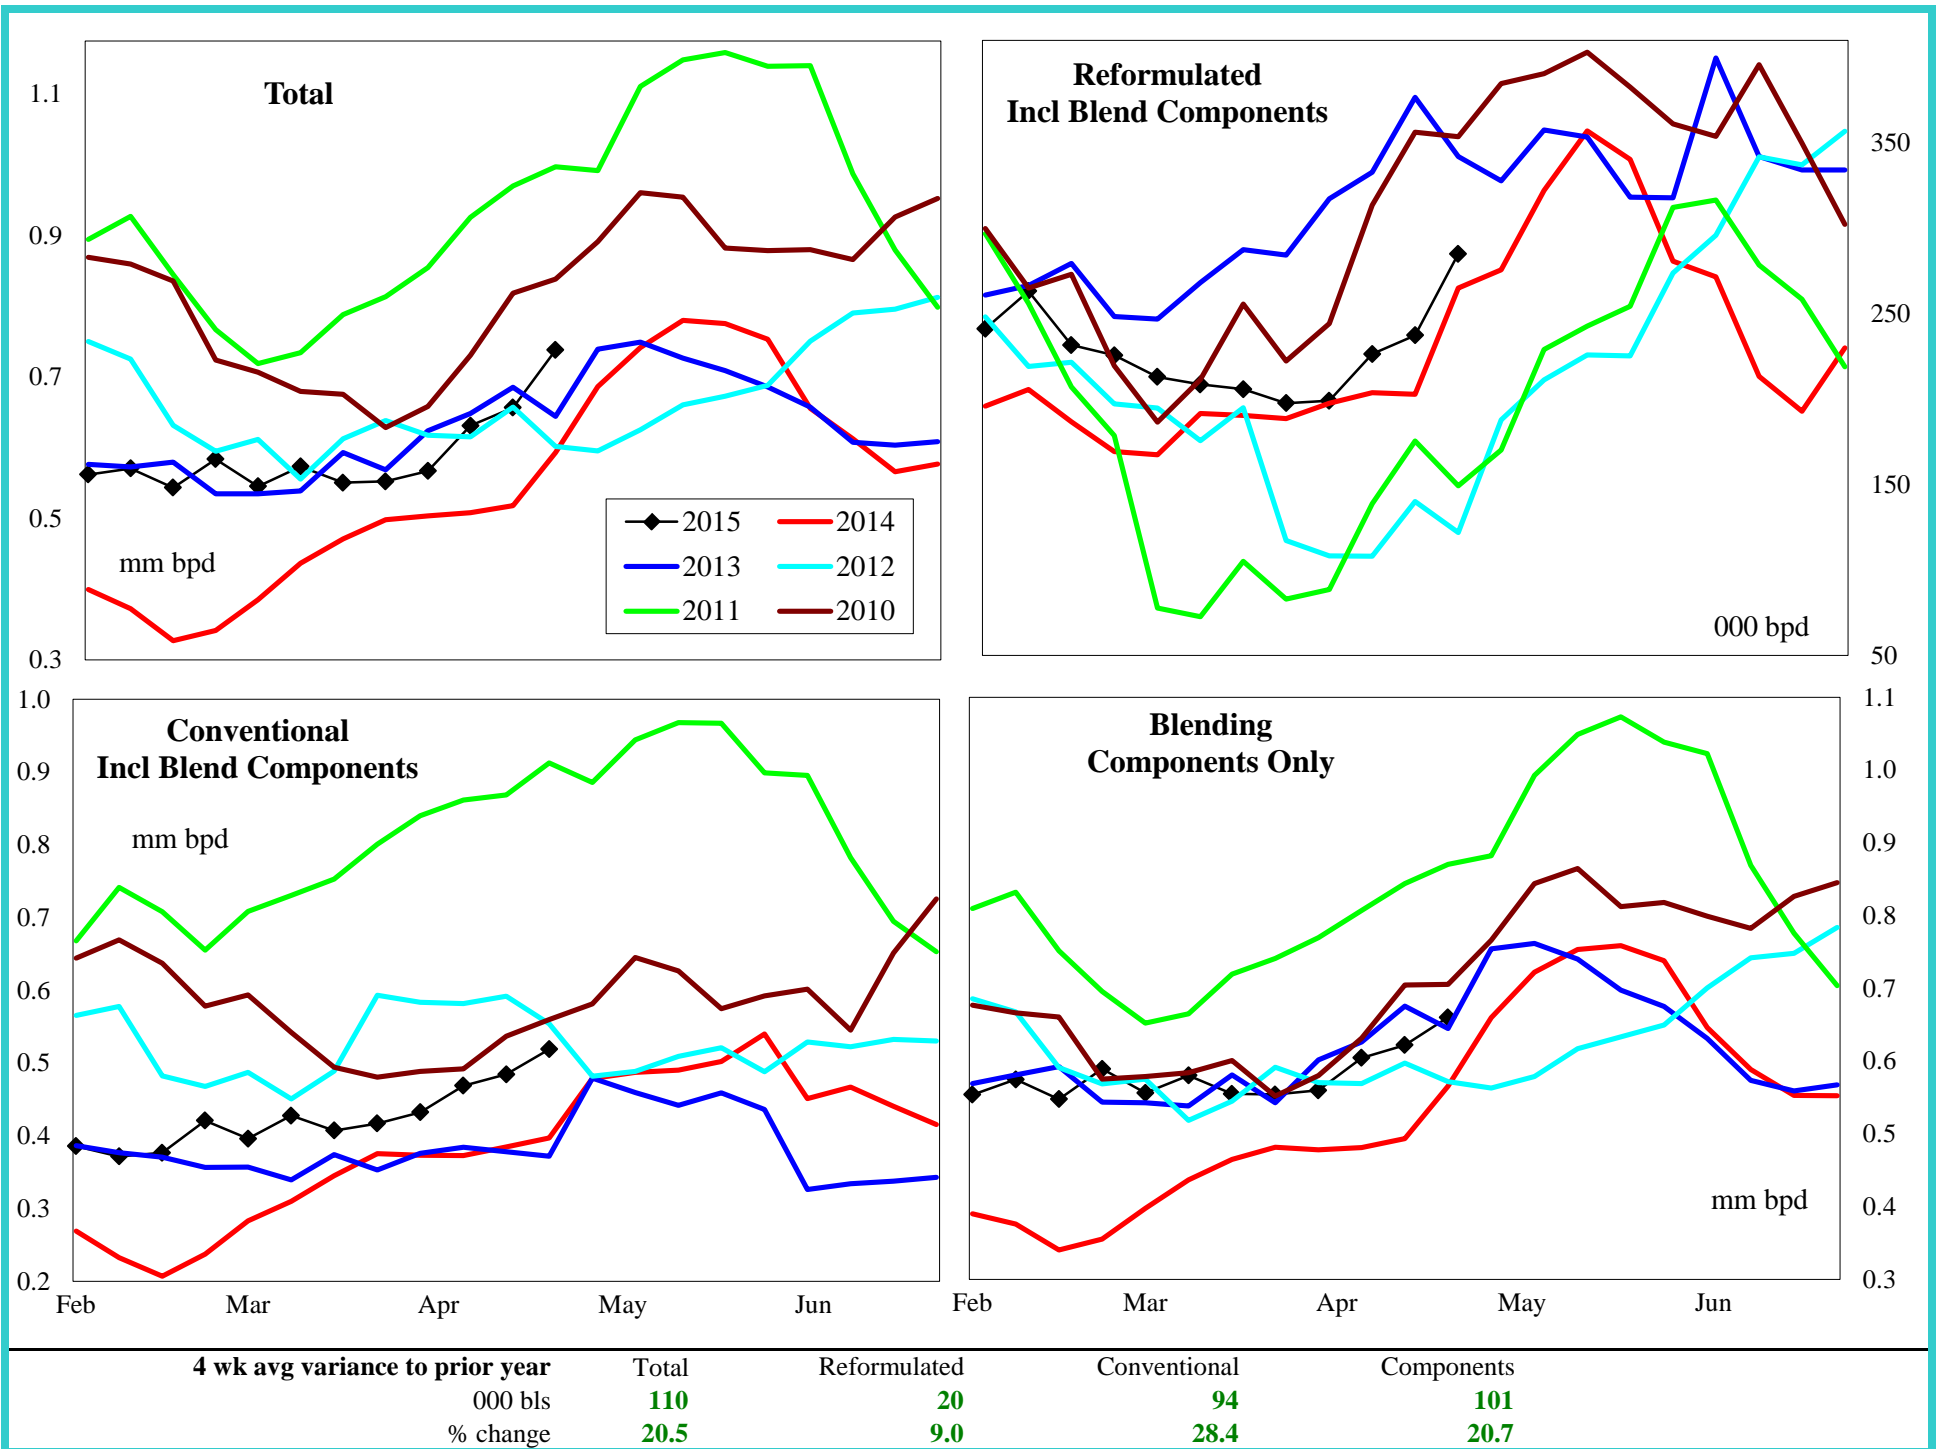 Total
1.1
0.9
0.7
0.5
0.3
mm bpd
2015 2014
2013 2012
2011 2010
Reformulated
Incl Blend Components
350
250
150
50
000 bpd
Conventional
Incl Blend Components
mm bpd
1.0
0.9
0.8
0.7
0.6
0.5
0.4
0.3
0.2
Feb Mar Apr May Jun
Blending
Components Only
1.1
1.0
0.9
0.8
0.7
0.6
0.5
0.4
0.3
mm bpd
Feb Mar Apr May Jun
4 wk avg variance to prior year Total Reformulated Conventional Components
000 bls 110 20 94 101
% change 20.5 9.0 28.4 20.7